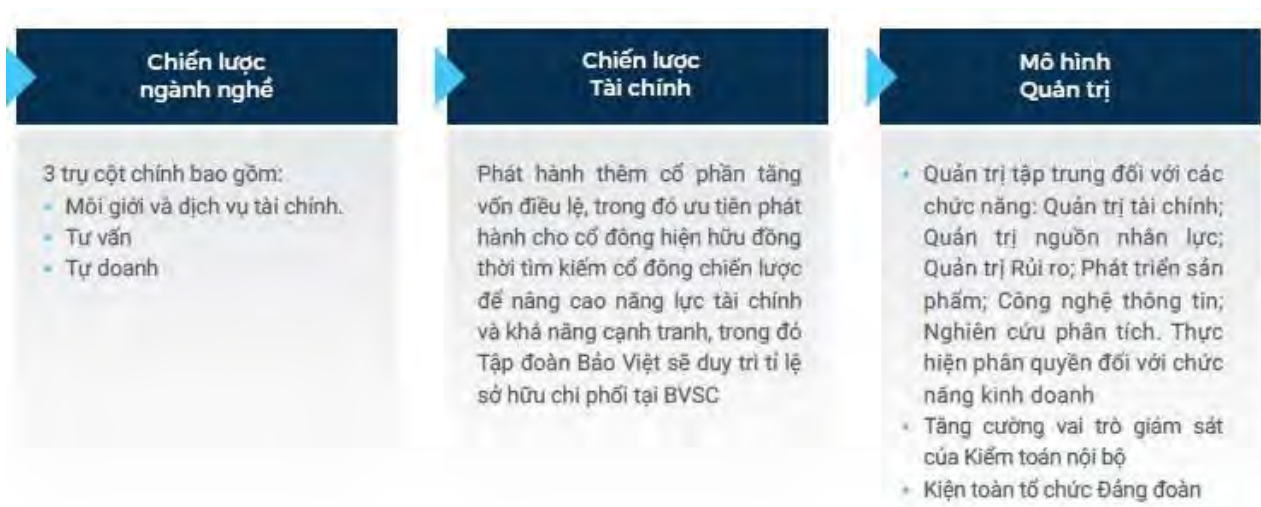 Chiến lược
ngành nghề
3 trụ cột chính bao gồm:
• Môi giới và dịch vụ tài chính.
• Tư vấn
• Tự doanh
Chiến lược
Tài chính
Phát hành thêm cổ phần tăng
vốn điều lệ, trong đó ưu tiên phát
hành cho cổ đông hiện hữu đồng
thời tìm kiếm cổ đông chiến lược
để nâng cao năng lực tài chính
và khả năng cạnh tranh, trong đó
Tập đoàn Bảo Việt sẽ duy trì tỉ lệ
sở hữu chi phối tại BVSC
Mô hình
Quản trị
• Quản trị tập trung đối với các
chức năng: Quản trị tài chính;
Quản trị nguồn nhân lực;
Quản trị Rủi ro; Phát triển sản
phẩm; Công nghệ thông tin;
Nghiên cứu phân tích. Thực
hiện phân quyền đối với chức
năng kinh doanh
• Tăng cường vai trò giám sát
của Kiểm toán nội bộ
• Kiện toàn tổ chức Đảng đoàn